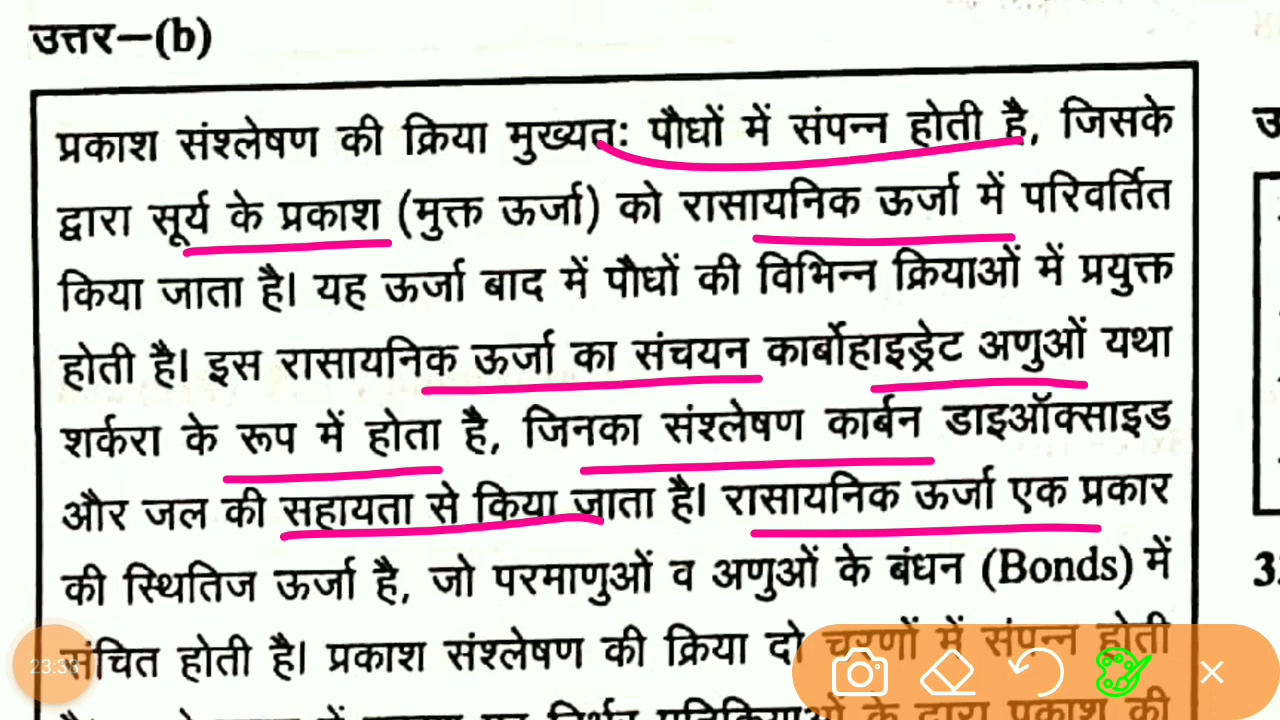 उत्तर—(b)
प्रकाश संश्लेषण की क्रिया मुख्यतः पौधों में संपन्न होती है, जिसके
द्वारा सूर्य के प्रकाश (मुक्त ऊर्जा) को रासायनिक ऊर्जा में परिवर्तित
किया जाता है। यह ऊर्जा बाद में पौधों की विभिन्न क्रियाओं में प्रयुक्त
होती है। इस रासायनिक ऊर्जा का संचयन कार्बोहाइड्रेट अणुओं यथा
शर्करा के रूप में होता है, जिनका संश्लेषण कार्बन डाइऑक्साइड
और जल की सहायता से किया जाता है। रासायनिक ऊर्जा एक प्रकार
की स्थितिज ऊर्जा है, जो परमाणुओं व अणुओं के बंधन (Bonds) में
संचित होती है। प्रकाश संश्लेषण की क्रिया दो चरणों में संपन्न होती
के द्वारा प्रकाश की
23:33